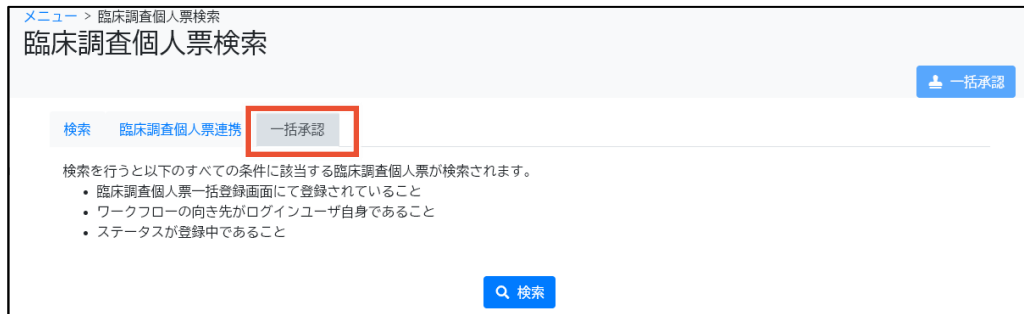 メニュー > 臨床調査個人票検索
臨床調査個人票検索
一括承認
検索 臨床調査個人票連携 一括承認
検索を行うと以下のすべての条件に該当する臨床調査個人票が検索されます。
• 臨床調査個人票一括登録画面にて登録されていること
• ワークフローの向き先がログインユーザ自身であること
• ステータスが登録中であること
検索